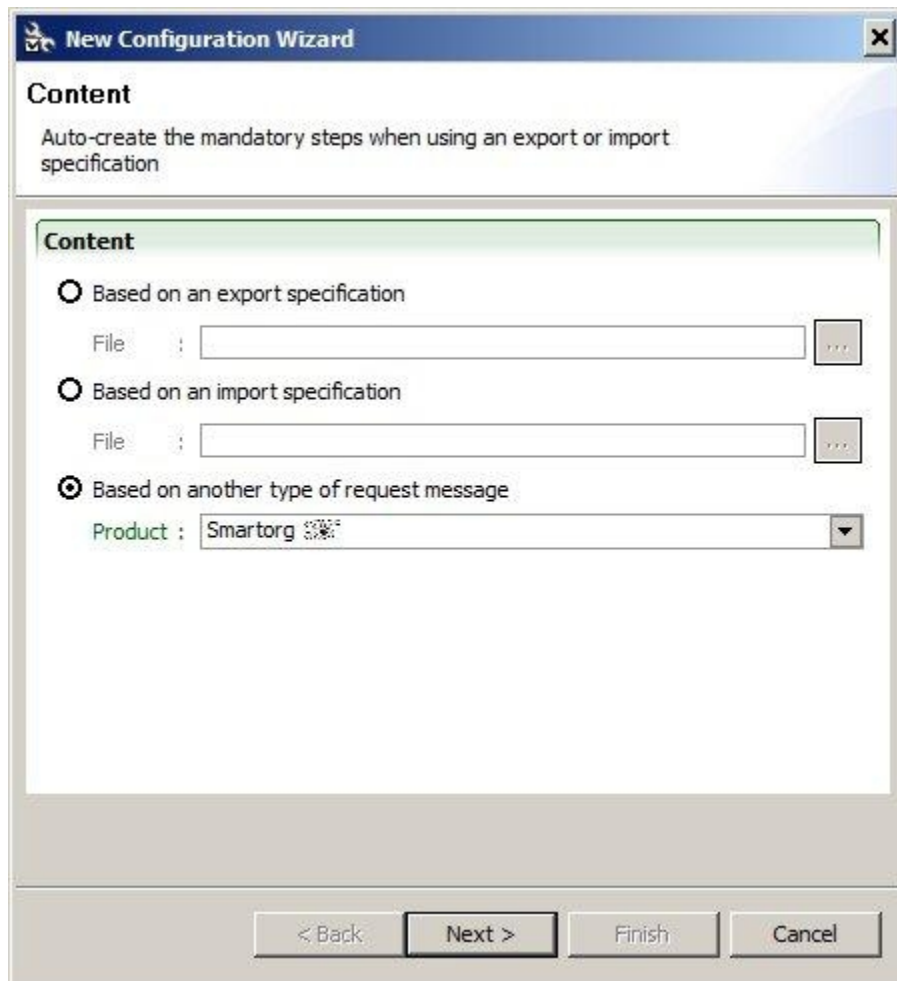 New Configuration Wizard
Content
Auto-create the mandatory steps when using an export or import
specification
Content
Based on an export specification
File :
...
Based on an import specification
File :
...
Based on another type of request message
Product : Smartorg
< Back Next > Finish Cancel